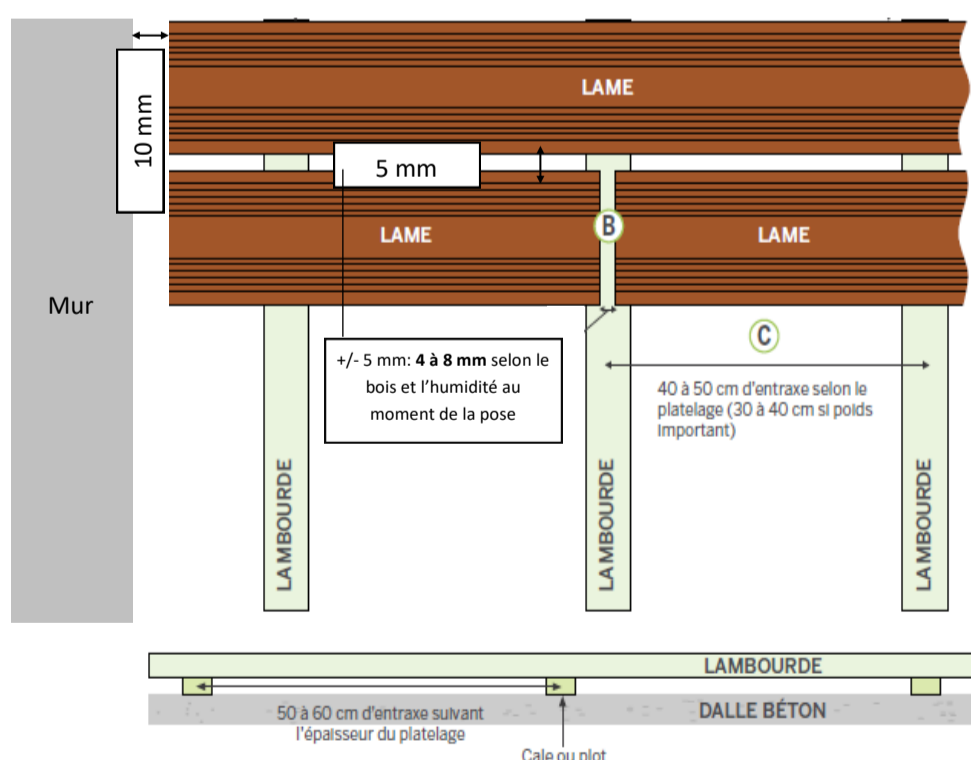 LAME
10 mm
5 mm
LAME
B
LAME
Mur
+/- 5 mm: 4 à 8 mm selon le
bois et l’humidité au
moment de la pose
C
40 à 50 cm d'entraxe selon le
platelage (30 à 40 cm si poids
important)
LAMBOURDE
LAMBOURDE
LAMBOURDE
LAMBOURDE
50 à 60 cm d'entraxe suivant
l'épaisseur du platelage
DALLE BÉTON
Cale ou plot